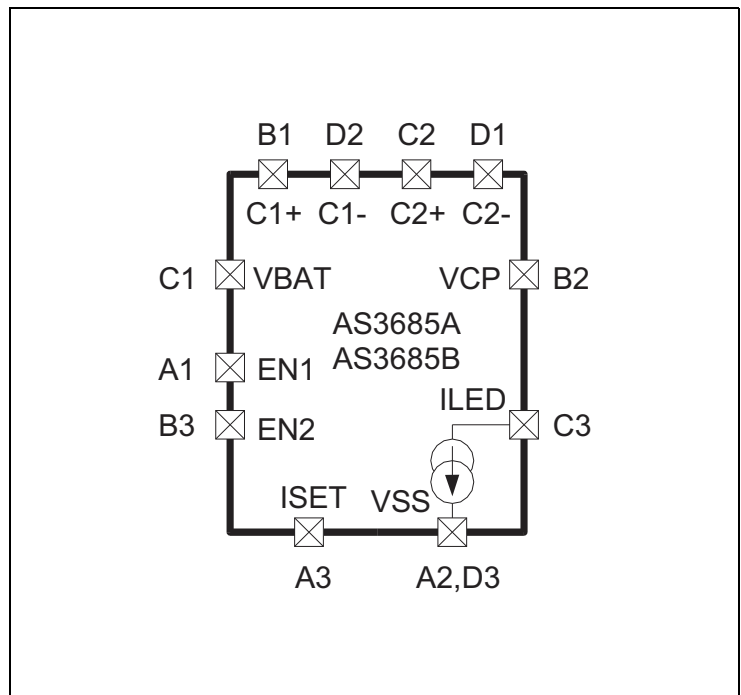 B1 D2 C2 D1
C1+ C1- C2+ C2-
C1 VBAT VCP B2
AS3685A
A1 EN1 AS3685B
ILED
B3 EN2 C3
ISET VSS
A3 A2,D3